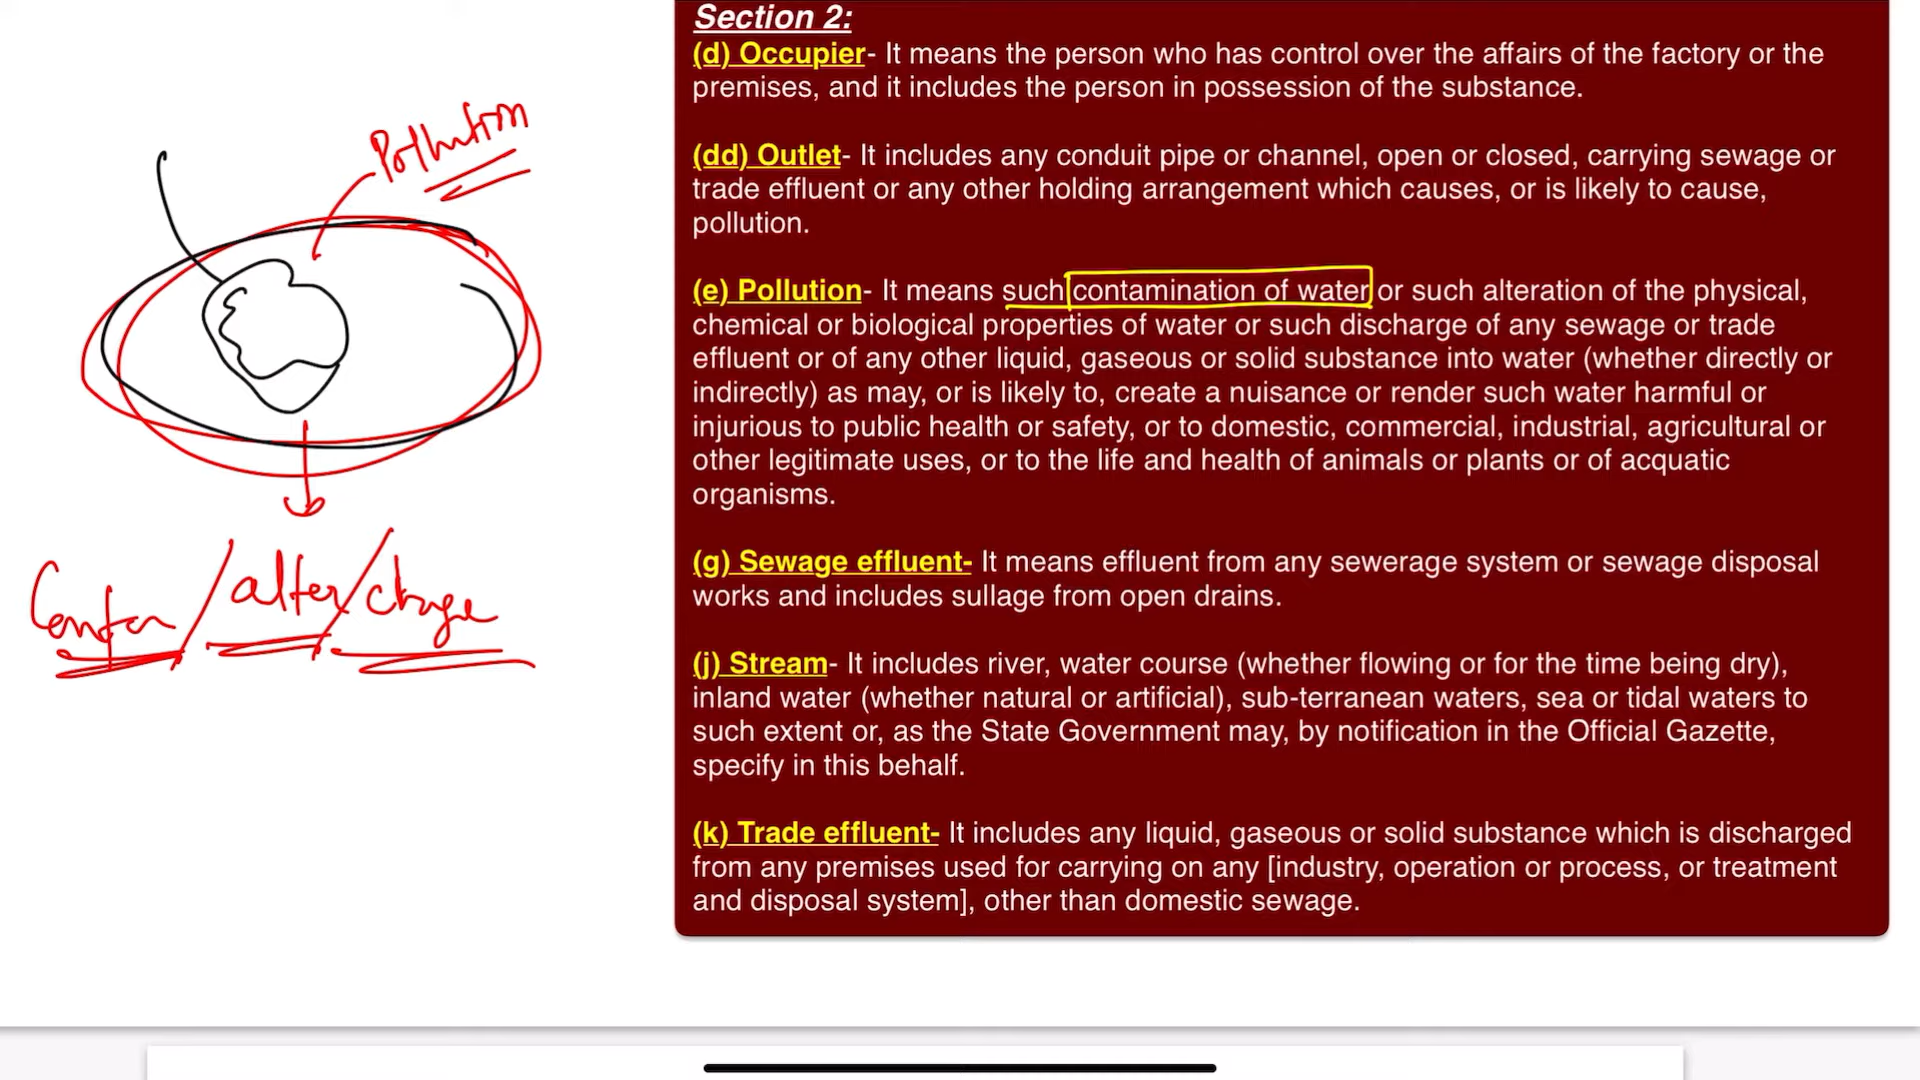 Pollution
Contam/alter/change
Section 2:
(d) Occupier- It means the person who has control over the affairs of the factory or the
premises, and it includes the person in possession of the substance.
(dd) Outlet- It includes any conduit pipe or channel, open or closed, carrying sewage or
trade effluent or any other holding arrangement which causes, or is likely to cause,
pollution.
(e) Pollution- It means such contamination of water or such alteration of the physical,
chemical or biological properties of water or such discharge of any sewage or trade
effluent or of any other liquid, gaseous or solid substance into water (whether directly or
indirectly) as may, or is likely to, create a nuisance or render such water harmful or
injurious to public health or safety, or to domestic, commercial, industrial, agricultural or
other legitimate uses, or to the life and health of animals or plants or of acquatic
organisms.
(g) Sewage effluent- It means effluent from any sewerage system or sewage disposal
works and includes sullage from open drains.
(j) Stream- It includes river, water course (whether flowing or for the time being dry),
inland water (whether natural or artificial), sub-terranean waters, sea or tidal waters to
such extent or, as the State Government may, by notification in the Official Gazette,
specify in this behalf.
(k) Trade effluent- It includes any liquid, gaseous or solid substance which is discharged
from any premises used for carrying on any [industry, operation or process, or treatment
and disposal system], other than domestic sewage.